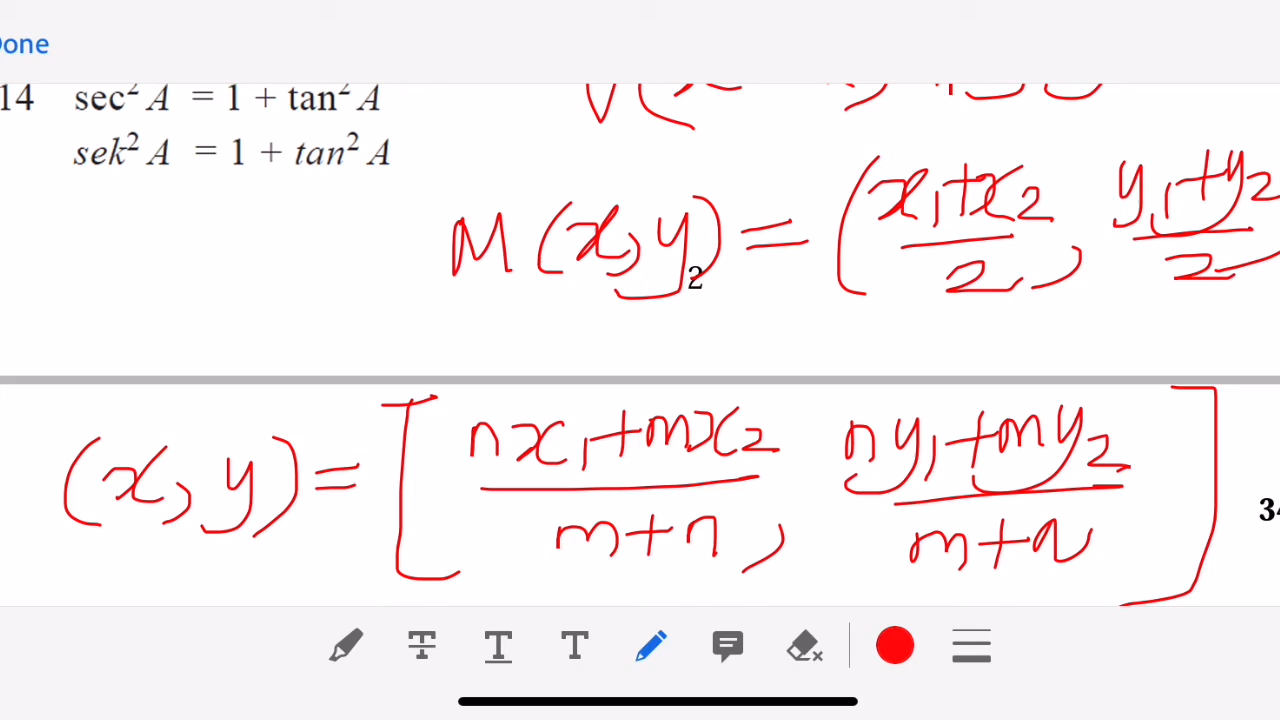 Done
14 sec² A = 1 + tan² A
sek² A = 1 + tan² A
M(x, y) = (x₁+x₂/2, y₁+y₂/2
2
(x, y) = [nx₁+mx₂/m+n, ny₁+my₂/m+n]
34
T T T